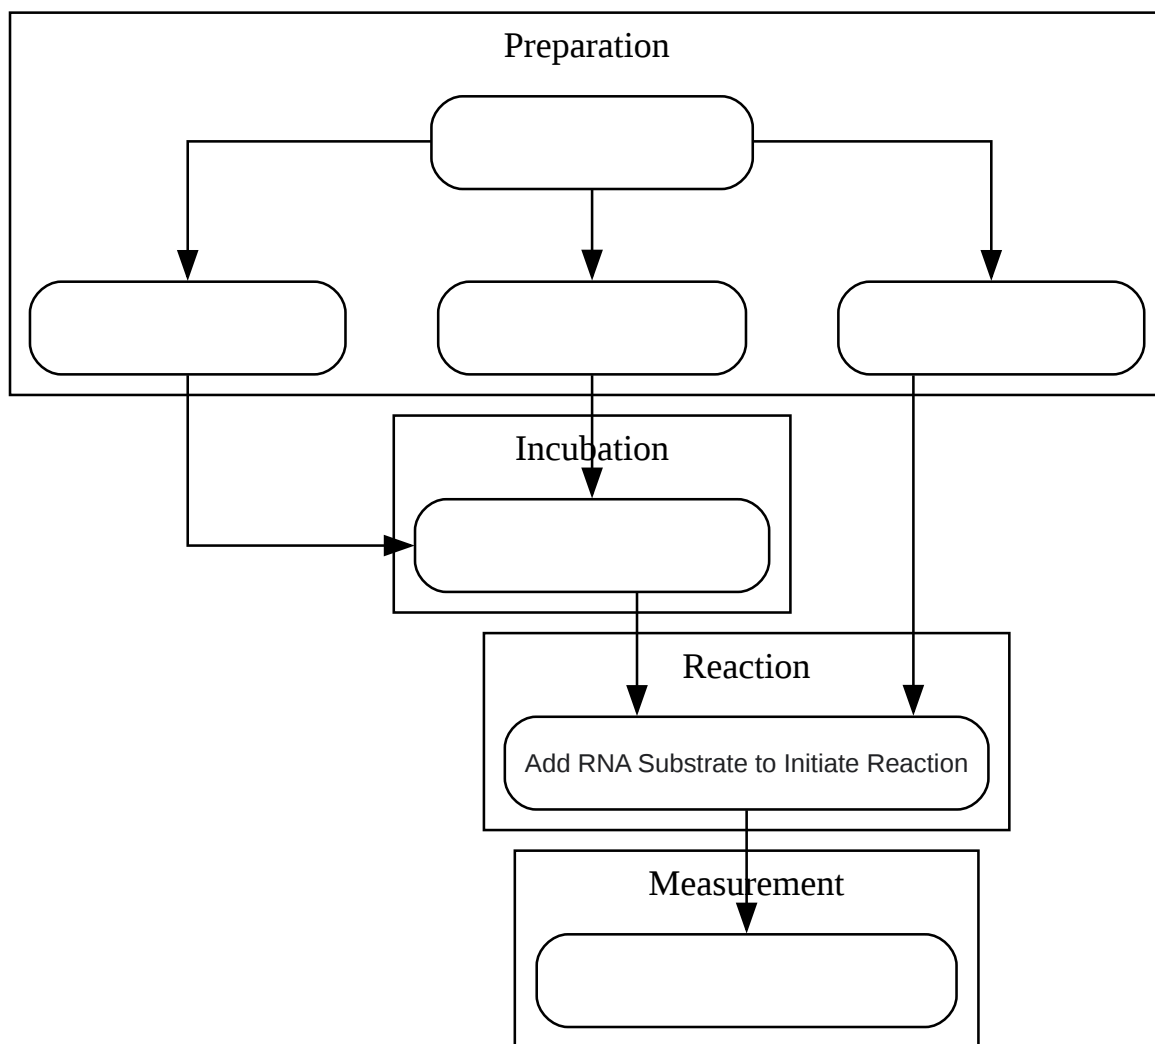 Preparation
Incubation
Reaction
Add RNA Substrate to Initiate Reaction
Measurement